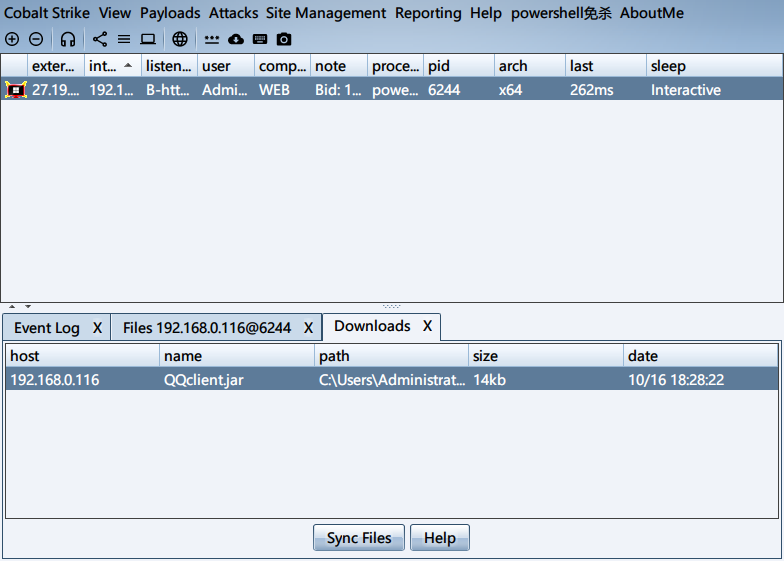 Cobalt Strike View Payloads Attacks Site Management Reporting Help powershell免杀 AboutMe
exter... int... listen... user comp... note proce... pid arch last sleep
27.19.... 192.1... B-htt... Admi... WEB Bid: 1... powe... 6244 x64 262ms Interactive
Event Log X Files 192.168.0.116@6244 X Downloads X
host name path size date
192.168.0.116 QQclient.jar C:\Users\Administrat... 14kb 10/16 18:28:22
Sync Files Help